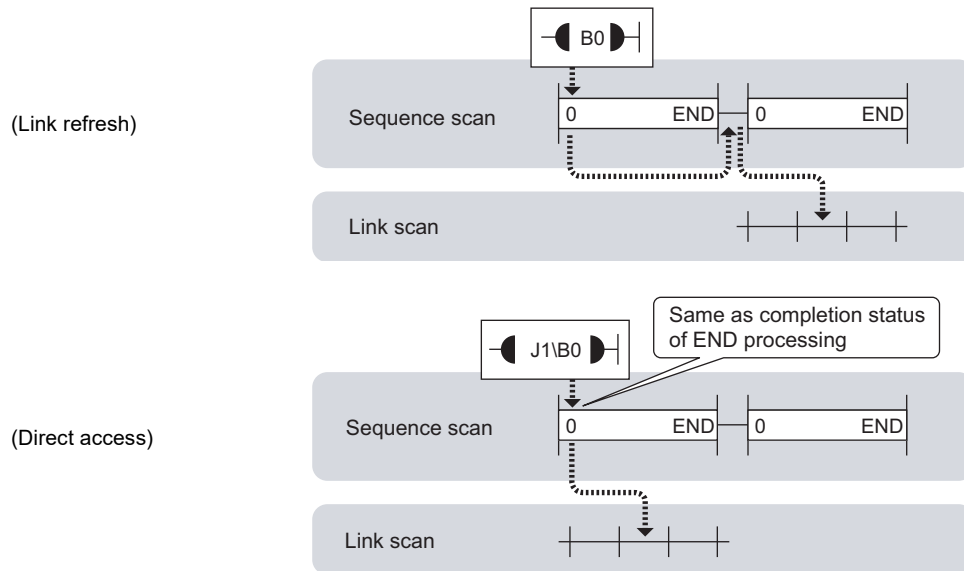 B0
(Link refresh)
Sequence scan
0 END 0 END
Link scan
Same as completion status
of END processing
J1\B0
(Direct access)
Sequence scan
0 END 0 END
Link scan